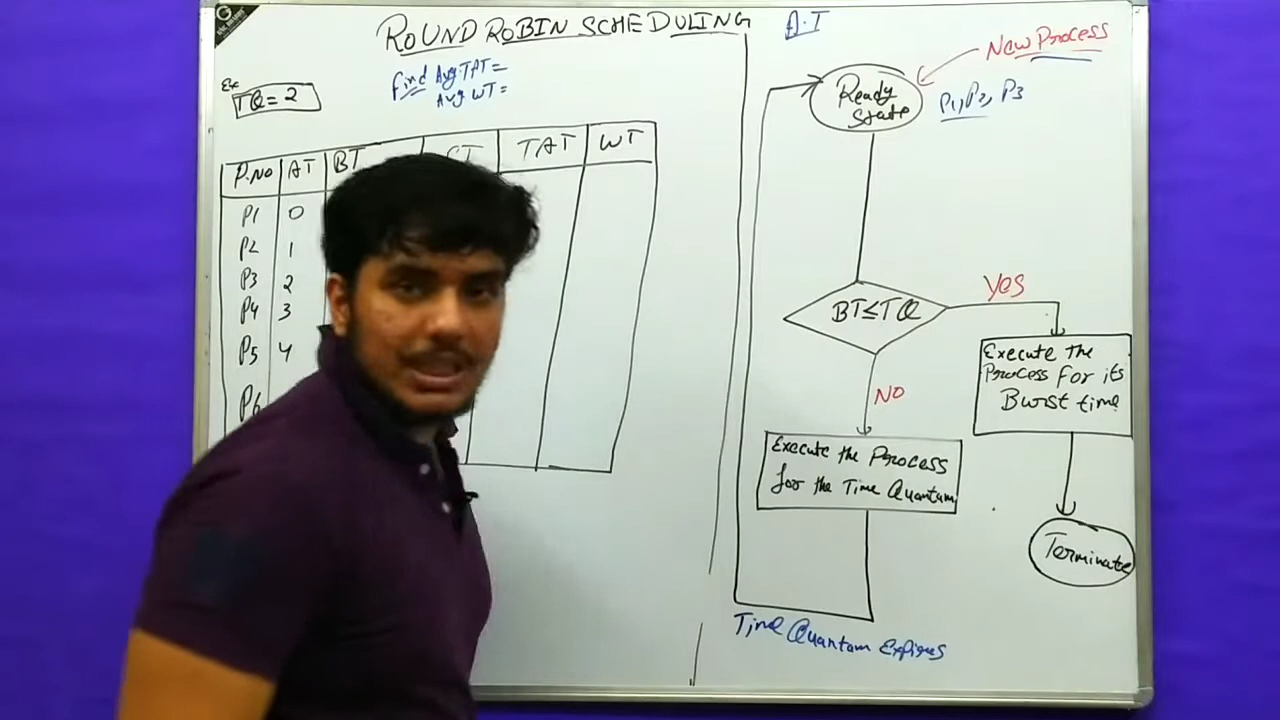 ROUND ROBIN SCHEDULING
Find Avg.TAT=
Avg WT=
Ex
TQ=2
P.NO AT BT TAT WT
P1 0
P2 1
P3 2
P4 3
P5 4
P6
A.T
New Process
Ready
State
P1, P2, P3
BT≤TQ
Yes
Execute the
Process for its
Burst time
NO
Execute the Process
for the Time Quantum
Terminate
Time Quantum Expires